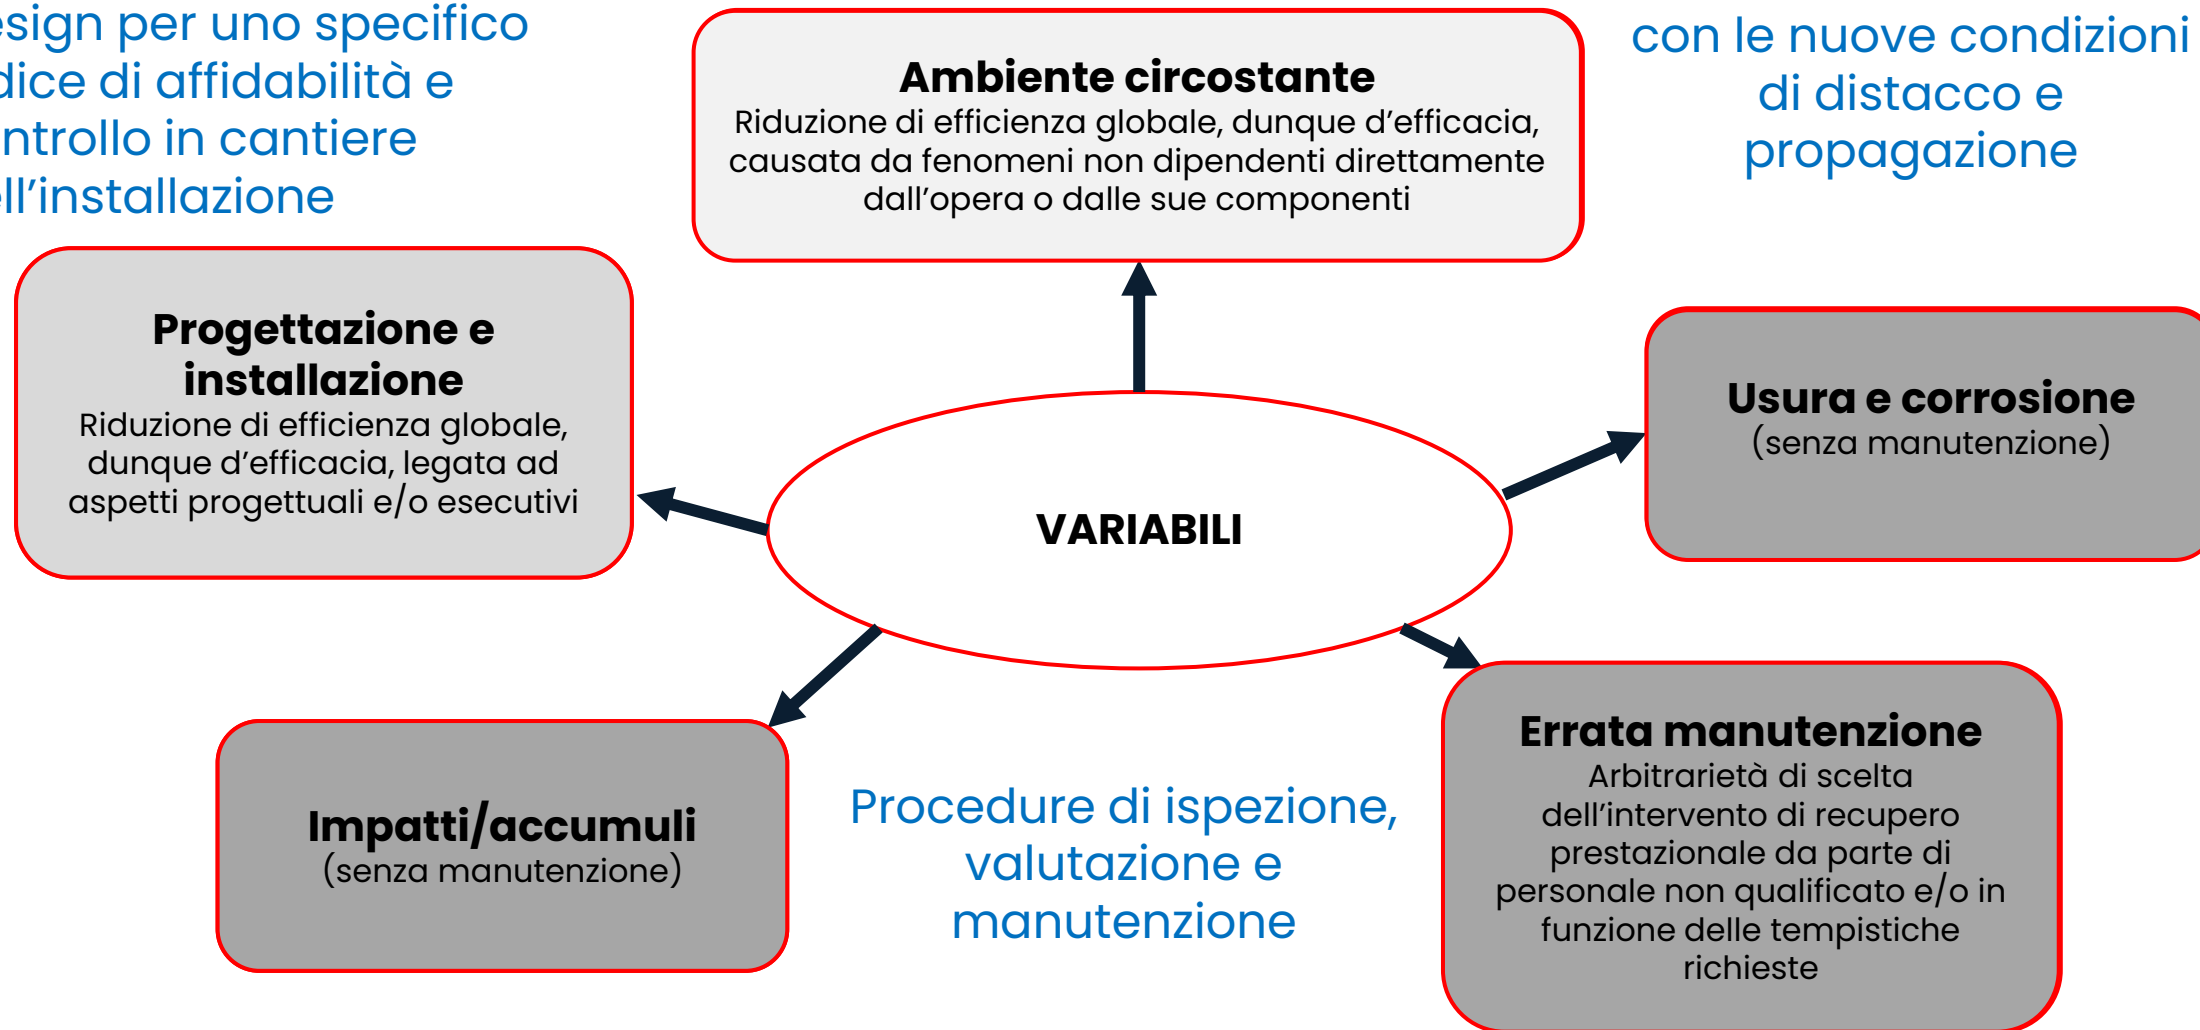 esign per uno specifico
dice di affidabilità e
ntrollo in cantiere
ell’installazione
Ambiente circostante
Riduzione di efficienza globale, dunque d’efficacia,
causata da fenomeni non dipendenti direttamente
dall’opera o dalle sue componenti
con le nuove condizioni
di distacco e
propagazione
Progettazione e
installazione
Riduzione di efficienza globale,
dunque d’efficacia, legata ad
aspetti progettuali e/o esecutivi
Usura e corrosione
(senza manutenzione)
VARIABILI
Impatti/accumuli
(senza manutenzione)
Procedure di ispezione,
valutazione e
manutenzione
Errata manutenzione
Arbitrarietà di scelta
dell’intervento di recupero
prestazionale da parte di
personale non qualificato e/o in
funzione delle tempistiche
richieste